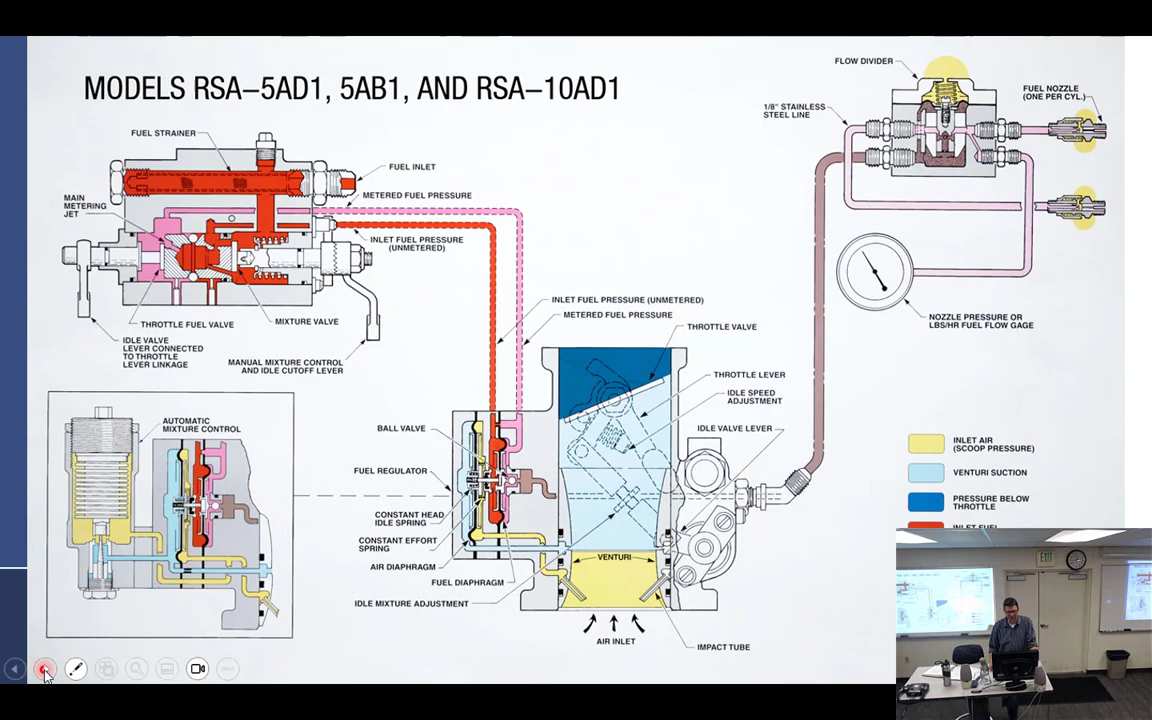 MODELS RSA–5AD1, 5AB1, AND RSA–10AD1
FLOW DIVIDER
FUEL NOZZLE
(ONE PER CYL.)
1/8" STAINLESS
STEEL LINE
FUEL STRAINER
FUEL INLET
METERED FUEL PRESSURE
MAIN
METERING
JET
INLET FUEL PRESSURE
(UNMETERED)
THROTTLE FUEL VALVE
MIXTURE VALVE
IDLE VALVE
LEVER CONNECTED
TO THROTTLE
LEVER LINKAGE
MANUAL MIXTURE CONTROL
AND IDLE CUTOFF LEVER
INLET FUEL PRESSURE (UNMETERED)
METERED FUEL PRESSURE
THROTTLE VALVE
NOZZLE PRESSURE OR
LBS/HR FUEL FLOW GAGE
THROTTLE LEVER
IDLE SPEED
ADJUSTMENT
AUTOMATIC
MIXTURE CONTROL
BALL VALVE
IDLE VALVE LEVER
FUEL REGULATOR
CONSTANT HEAD
IDLE SPRING
CONSTANT EFFORT
SPRING
AIR DIAPHRAGM
FUEL DIAPHRAGM
IDLE MIXTURE ADJUSTMENT
VENTURI
AIR INLET
IMPACT TUBE
INLET AIR
(SCOOP PRESSURE)
VENTURI SUCTION
PRESSURE BELOW
THROTTLE
INLET FUEL
EXIT